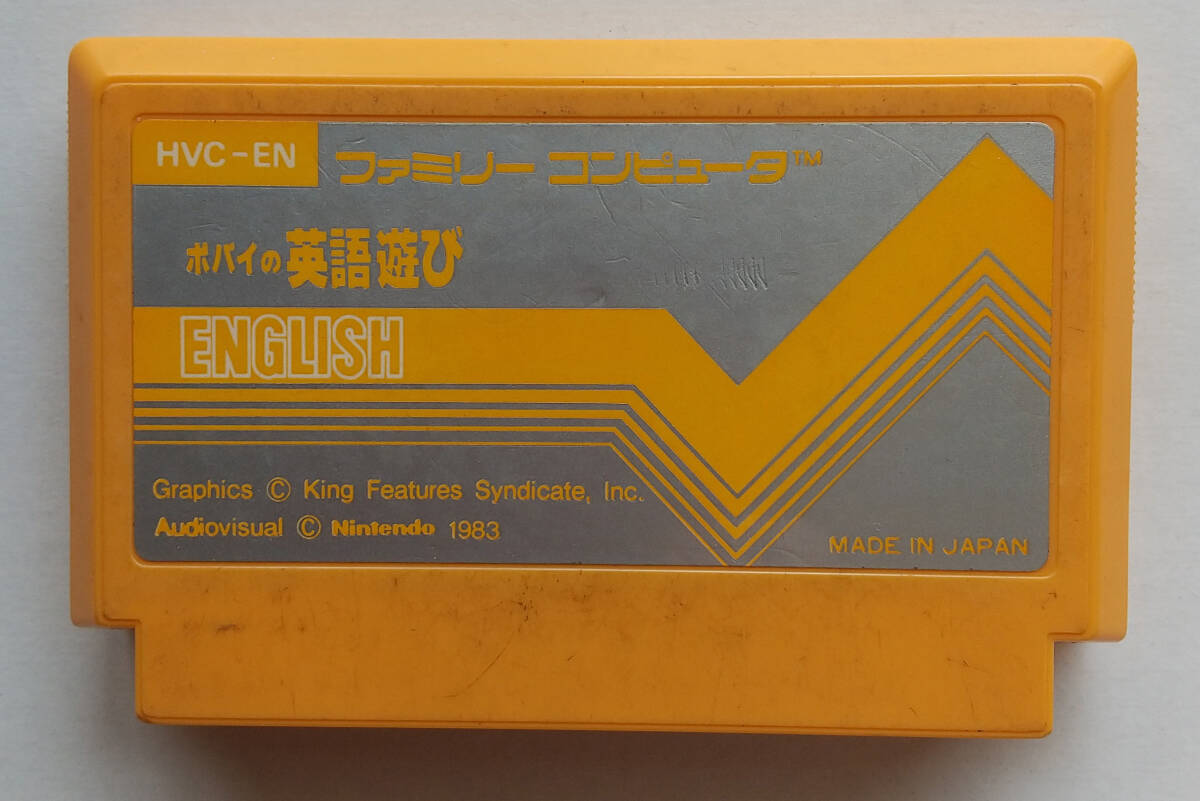 HVC-EN ファミリー コンピュータ™
ポパイの英語遊び
ENGLISH
Graphics © King Features Syndicate, Inc.
Audiovisual © Nintendo 1983
MADE IN JAPAN